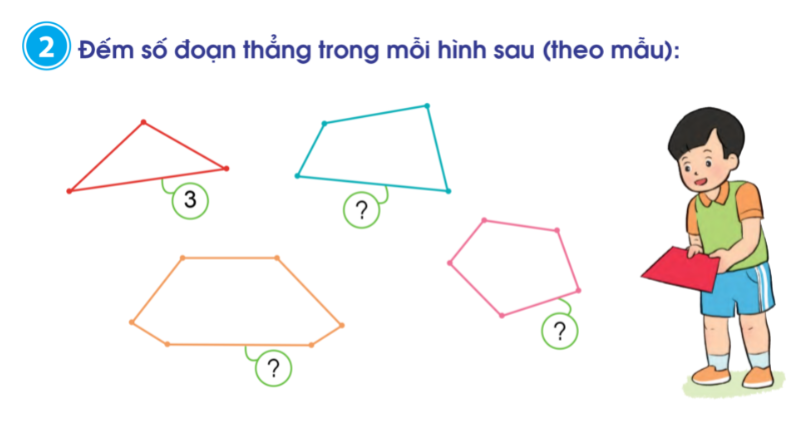 2 Đếm số đoạn thẳng trong mỗi hình sau (theo mẫu):
3
?
?
?